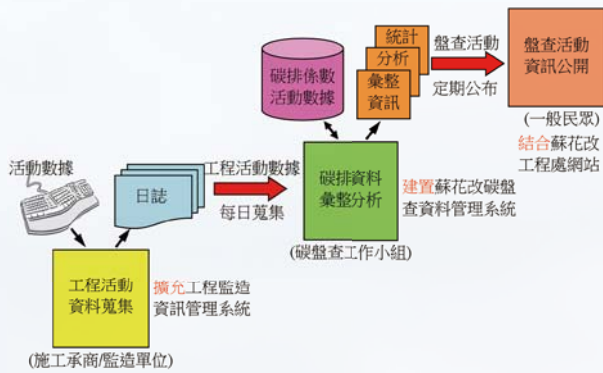 活動數據
工程活動
資料蒐集
(施工承商/監造單位)
擴充工程監造
資訊管理系統
日誌
工程活動數據
每日蒐集
碳排係數
活動數據
碳排資料
彙整分析
(碳盤查工作小組)
建置蘇花改碳盤
查資料管理系統
統計
分析
彙整
資訊
盤查活動
定期公布
盤查活動
資訊公開
(一般民眾)
結合蘇花改
工程處網站